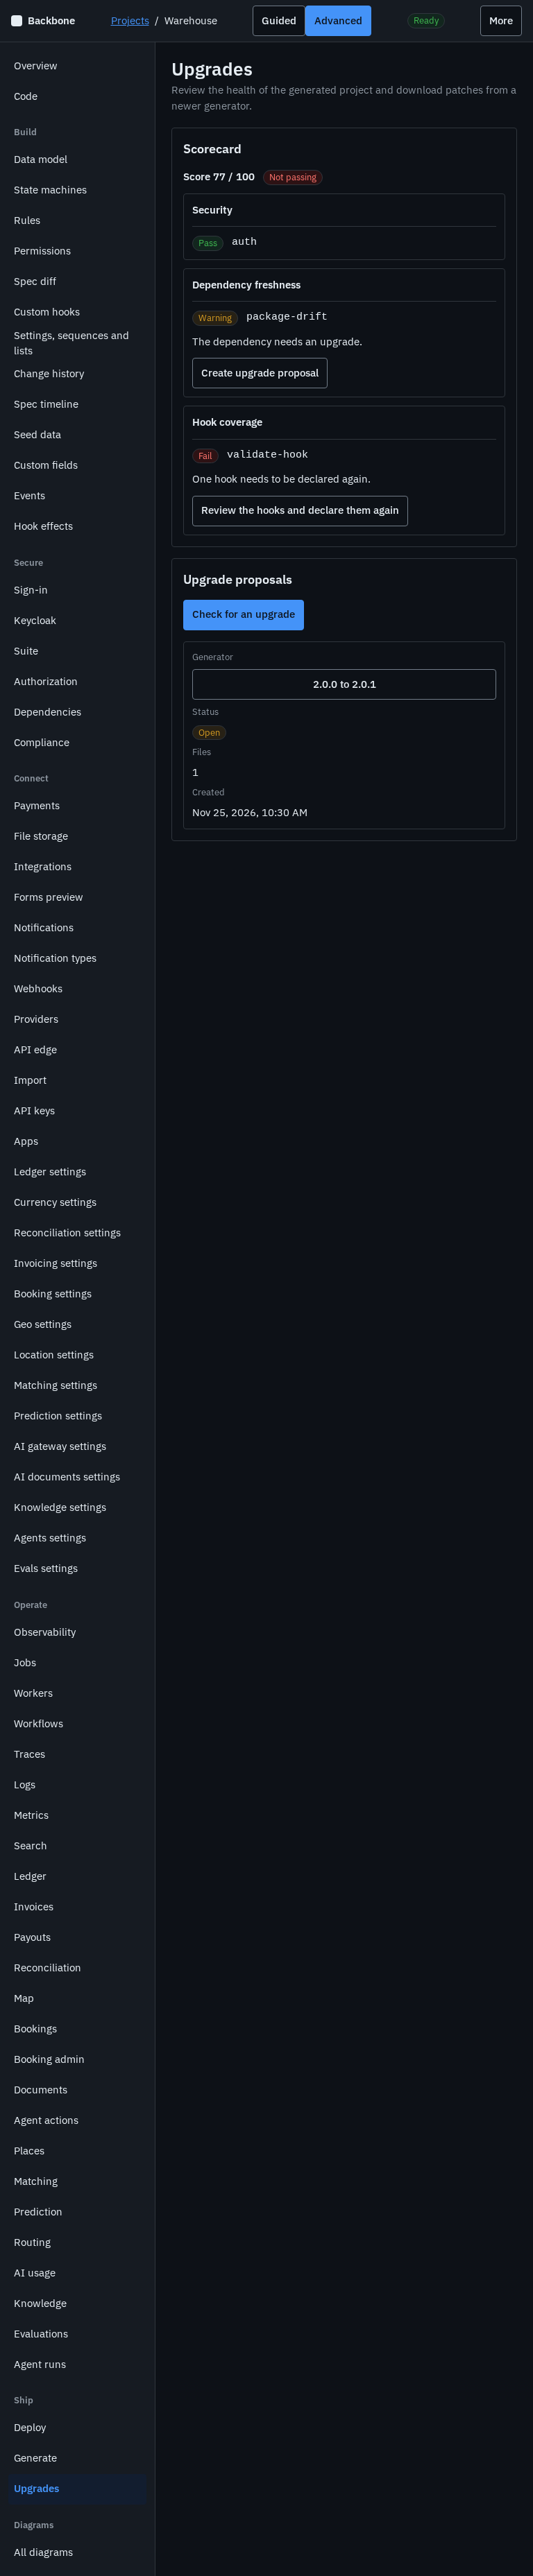 Backbone
Projects / Warehouse
Guided
Advanced
Ready
More
Overview
Code
Build
Data model
State machines
Rules
Permissions
Spec diff
Custom hooks
Settings, sequences and
lists
Change history
Spec timeline
Seed data
Custom fields
Events
Hook effects
Secure
Sign-in
Keycloak
Suite
Authorization
Dependencies
Compliance
Connect
Payments
File storage
Integrations
Forms preview
Notifications
Notification types
Webhooks
Providers
API edge
Import
API keys
Apps
Ledger settings
Currency settings
Reconciliation settings
Invoicing settings
Booking settings
Geo settings
Location settings
Matching settings
Prediction settings
AI gateway settings
AI documents settings
Knowledge settings
Agents settings
Evals settings
Operate
Observability
Jobs
Workers
Workflows
Traces
Logs
Metrics
Search
Ledger
Invoices
Payouts
Reconciliation
Map
Bookings
Booking admin
Documents
Agent actions
Places
Matching
Prediction
Routing
AI usage
Knowledge
Evaluations
Agent runs
Ship
Deploy
Generate
Upgrades
Diagrams
All diagrams
Upgrades
Review the health of the generated project and download patches from a
newer generator.
Scorecard
Score 77 / 100 Not passing
Security
Pass auth
Dependency freshness
Warning package-drift
The dependency needs an upgrade.
Create upgrade proposal
Hook coverage
Fail validate-hook
One hook needs to be declared again.
Review the hooks and declare them again
Upgrade proposals
Check for an upgrade
Generator
2.0.0 to 2.0.1
Status
Open
Files
1
Created
Nov 25, 2026, 10:30 AM